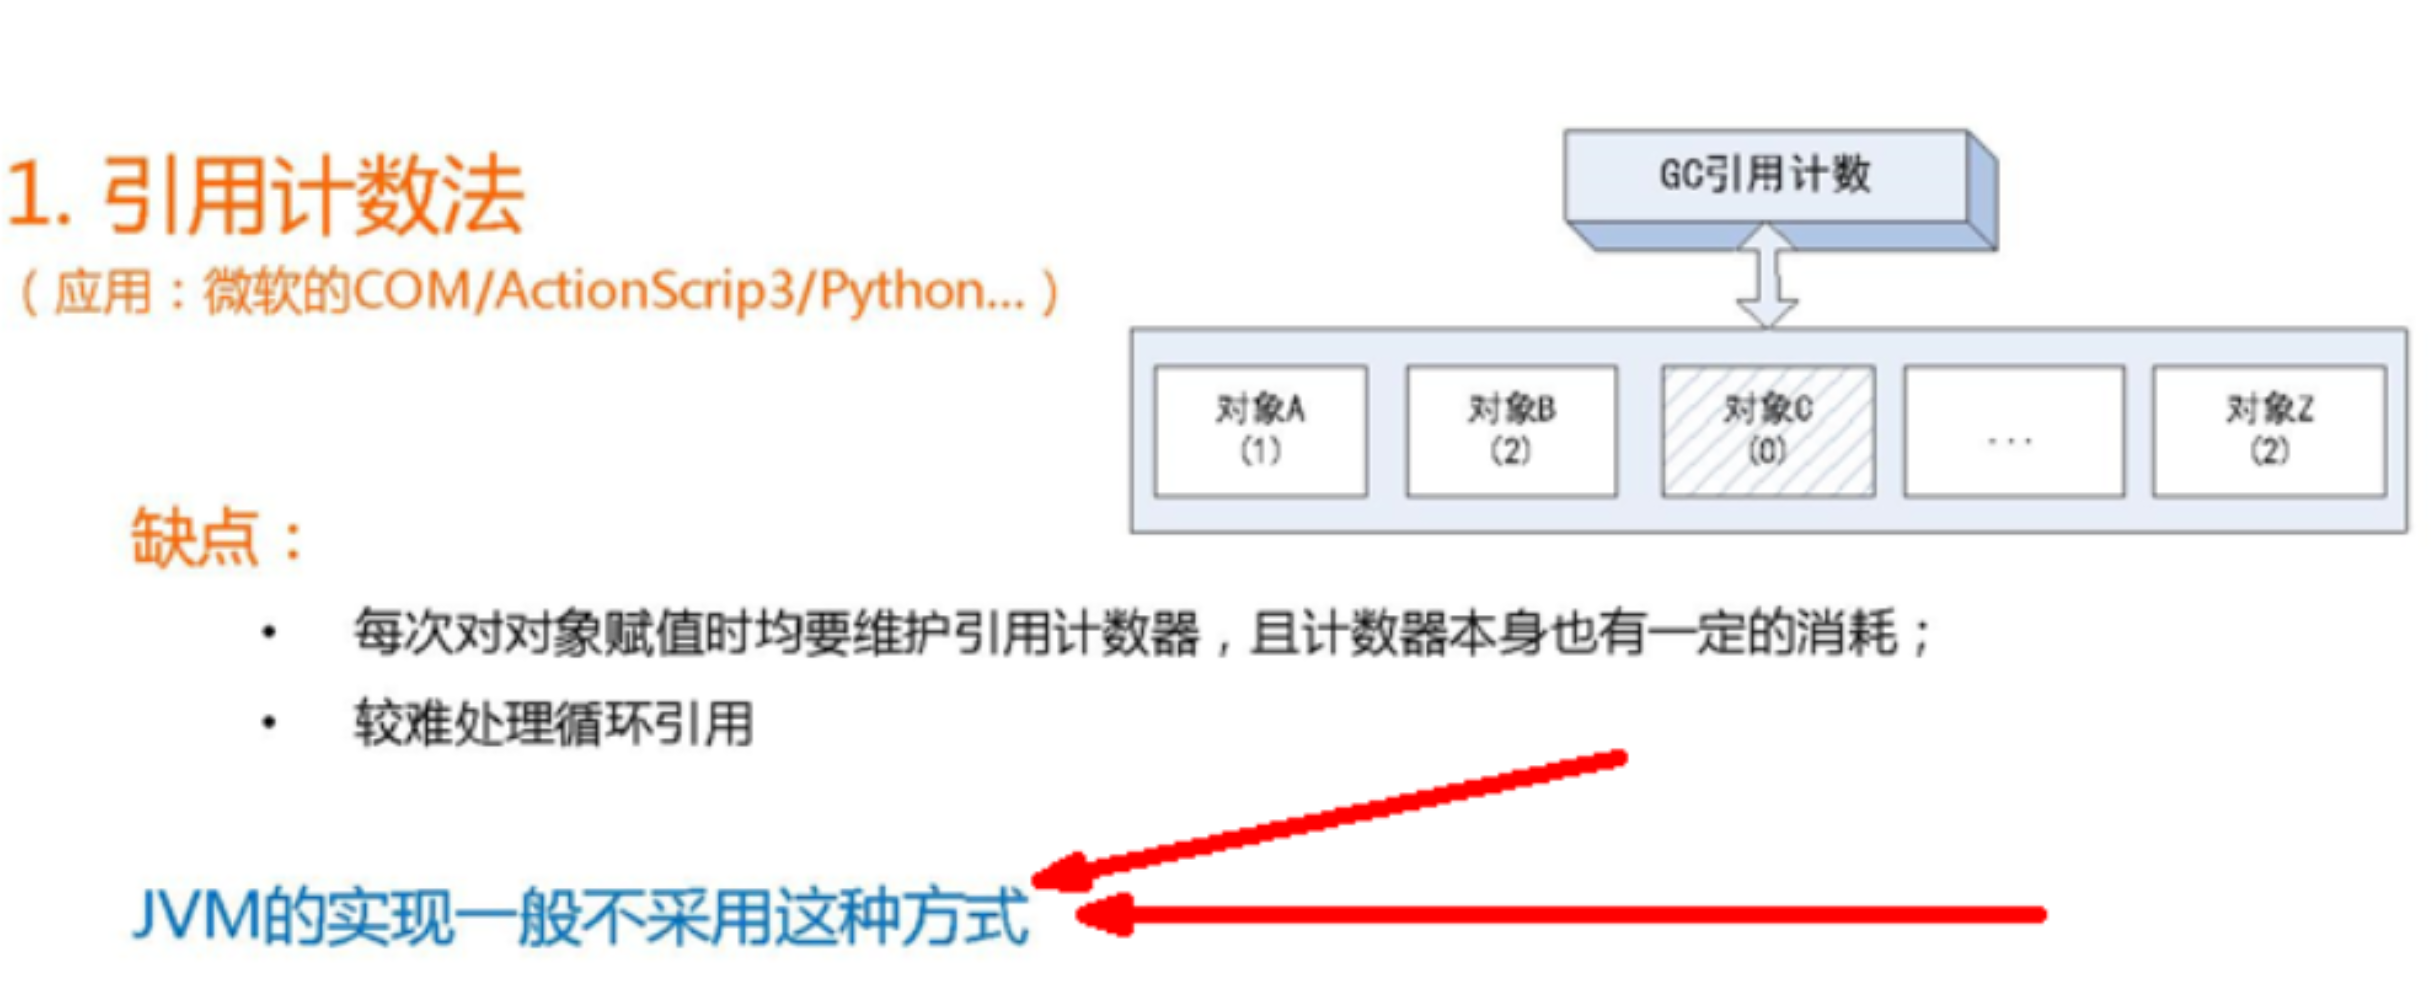 1. 引用计数法
（应用：微软的COM/ActionScrip3/Python...）
GC引用计数
对象A
(1)
对象B
(2)
对象C
(0)
...
对象Z
(2)
缺点：
• 每次对对象赋值时均要维护引用计数器，且计数器本身也有一定的消耗；
• 较难处理循环引用
JVM的实现一般不采用这种方式